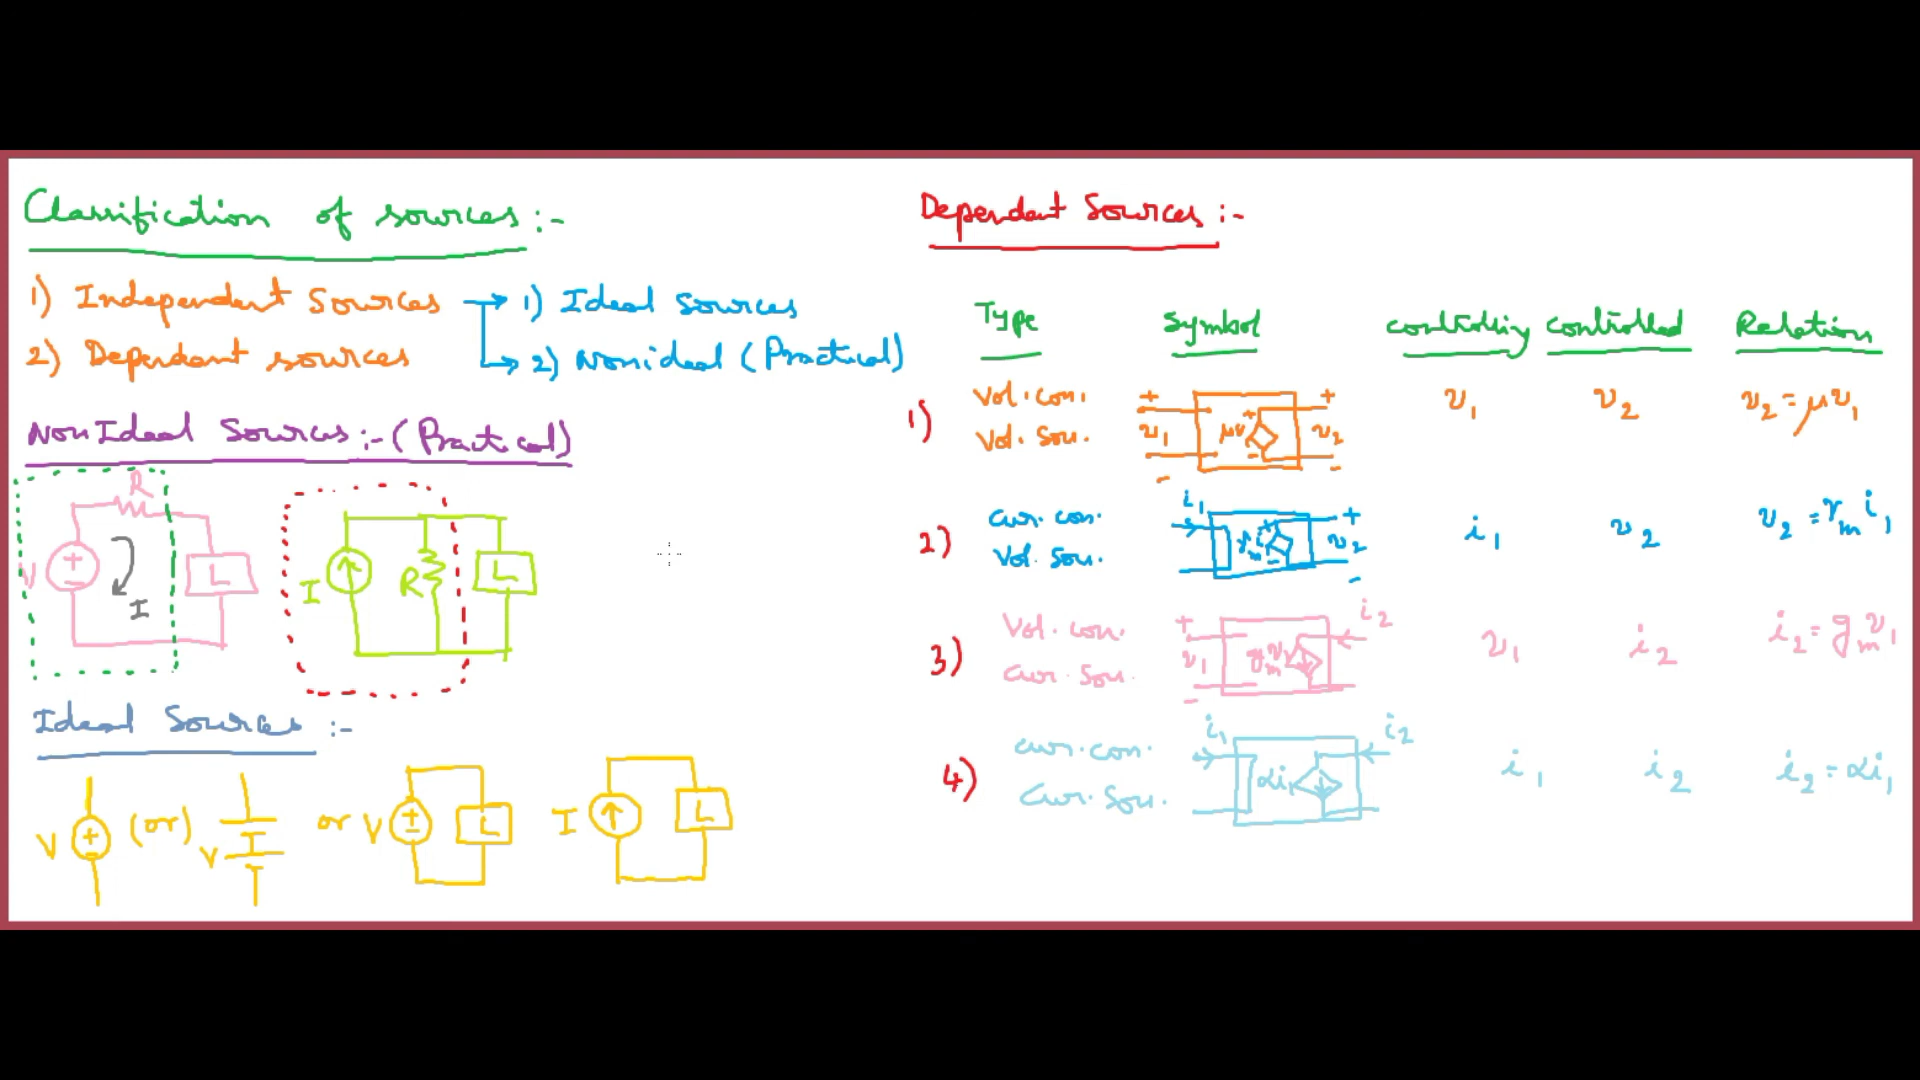 Classification of sources:-
1) Independent Sources → 1) Ideal sources
2) Dependent sources → 2) Nonideal (Practical)
NonIdeal Sources:- (Practical)
R
V + - I L
I R L
Ideal Sources :-
V + - (or) V or V + - L I L
Dependent Sources :-
Type Symbol controlling controlled Relation
1) Vol. con. Vol. Sou. + v1 - μv1 + - + v2 - v1 v2 v2 = μv1
2) cur. con. Vol. Sou. i1 rm i1 + - + v2 - i1 v2 v2 = rm i1
3) Vol. con. Cur. Sou. + v1 - gm v1 i2 v1 i2 i2 = gm v1
4) cur. con. Cur. Sou. i1 αi1 i2 i1 i2 i2 = αi1